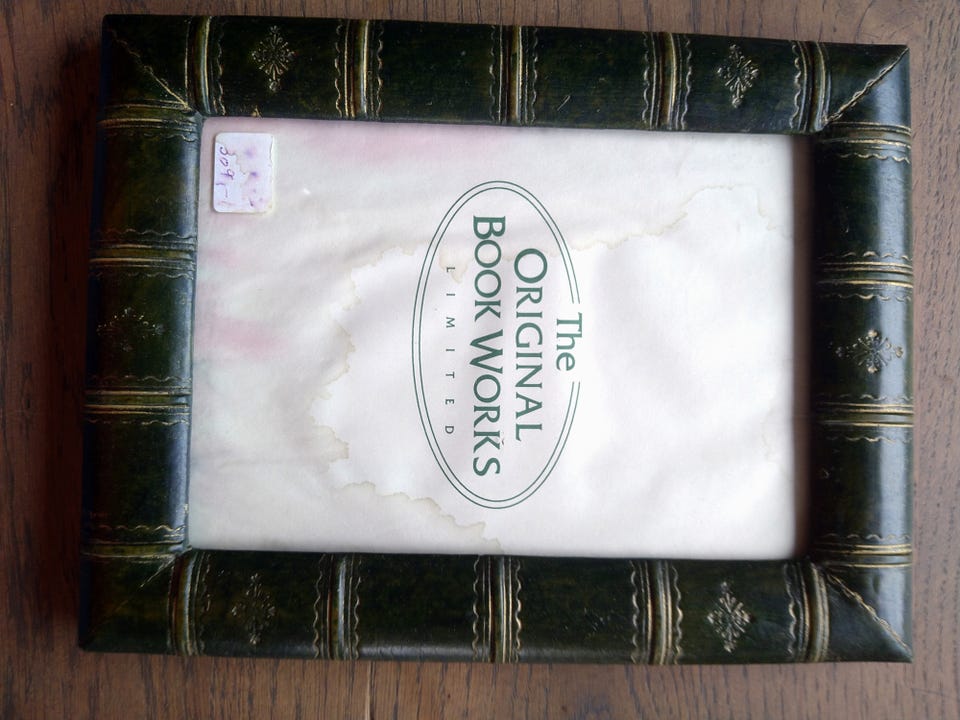 The
ORIGINAL
BOOK WORKS
LIMITED